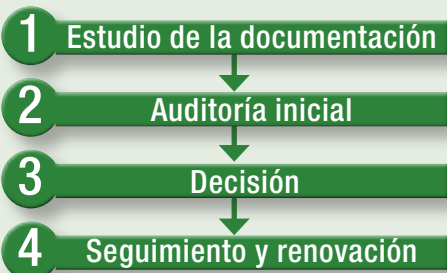 1 Estudio de la documentación
2 Auditoría inicial
3 Decisión
4 Seguimiento y renovación